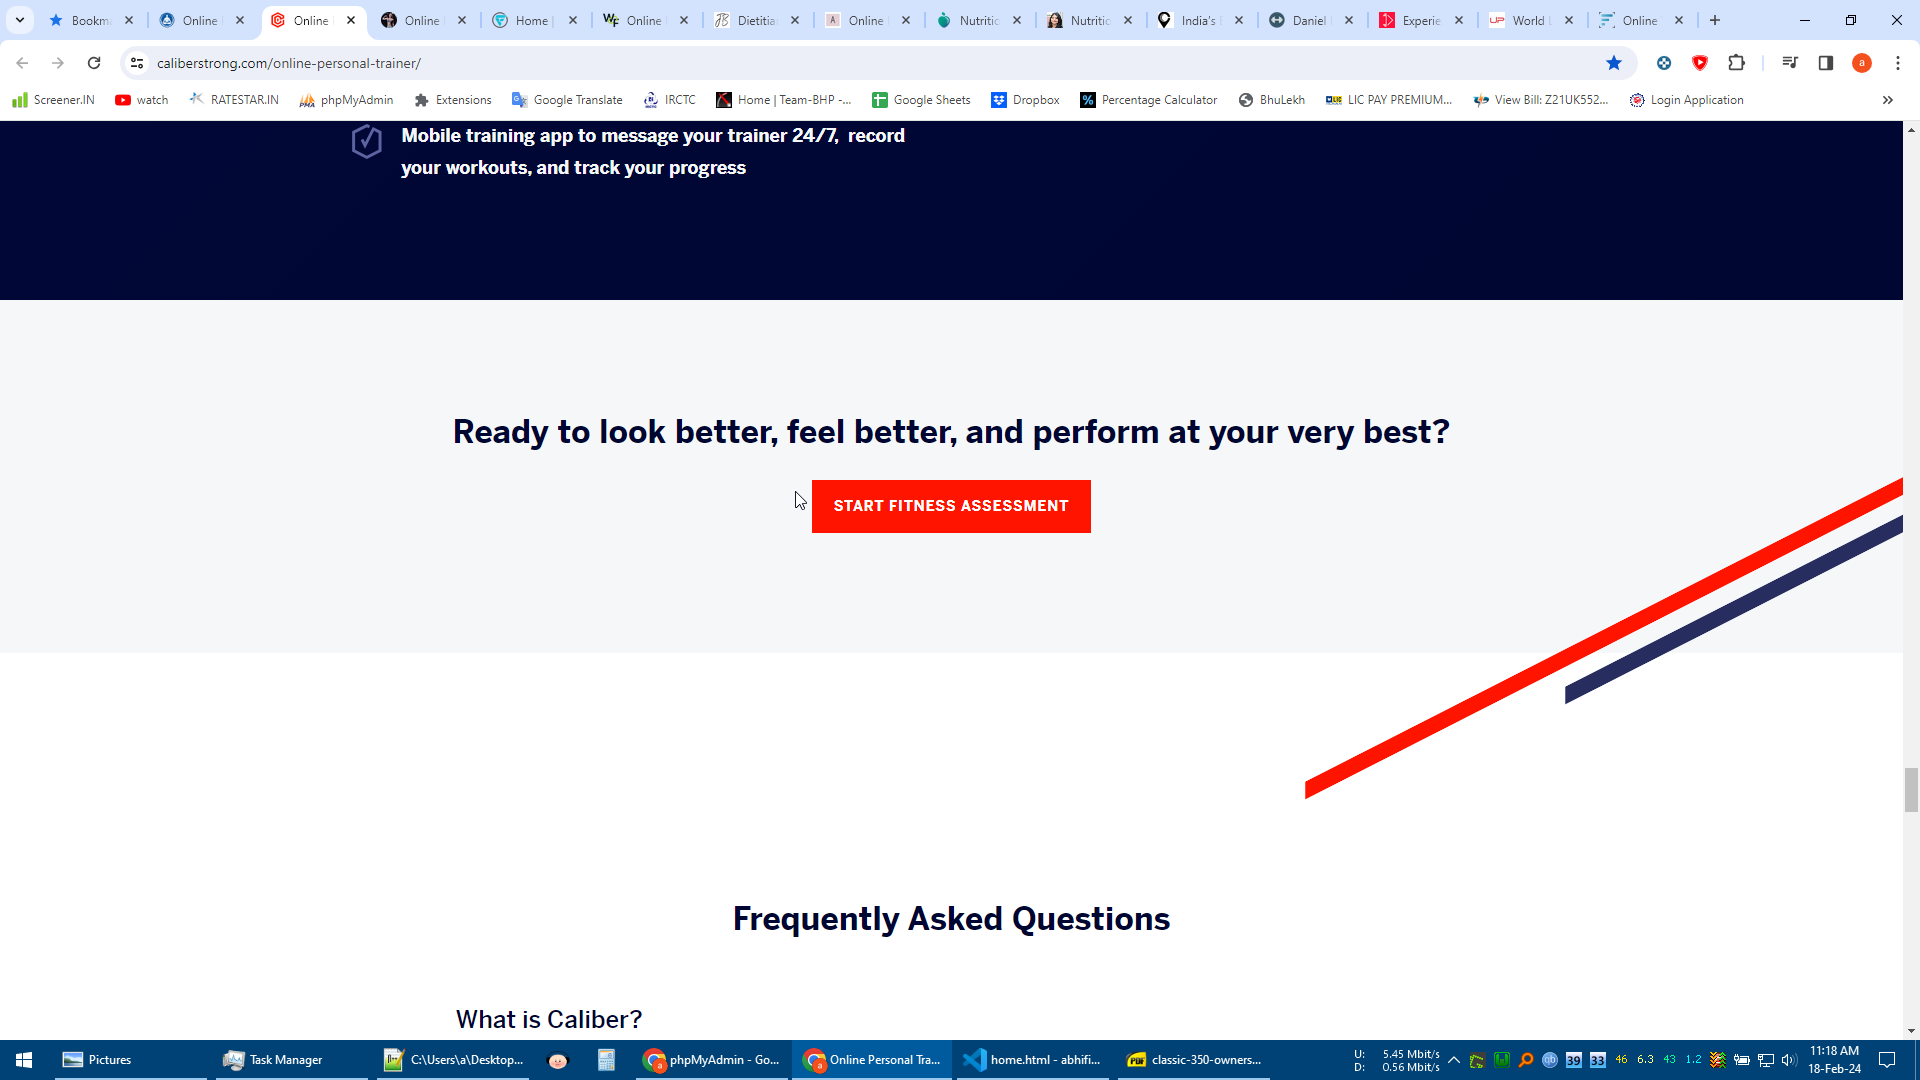 Bookm
Online
Online
Online
Home |
Online
Dietitia
Online
Nutritio
Nutritio
India's
Daniel
Experie
World
Online
caliberstrong.com/online-personal-trainer/
a
Screener.IN
watch
RATESTAR.IN
phpMyAdmin
Extensions
Google Translate
IRCTC
Home | Team-BHP -...
Google Sheets
Dropbox
Percentage Calculator
BhuLekh
LIC PAY PREMIUM...
View Bill: Z21UK552...
Login Application
Mobile training app to message your trainer 24/7, record
your workouts, and track your progress
Ready to look better, feel better, and perform at your very best?
START FITNESS ASSESSMENT
Frequently Asked Questions
What is Caliber?
Pictures
Task Manager
C:\Users\a\Desktop...
phpMyAdmin - Go...
Online Personal Tra...
home.html - abhifi...
classic-350-owners...
U: 5.45 Mbit/s
D: 0.56 Mbit/s
39
33
46
6.3
43
1.2
11:18 AM
18-Feb-24